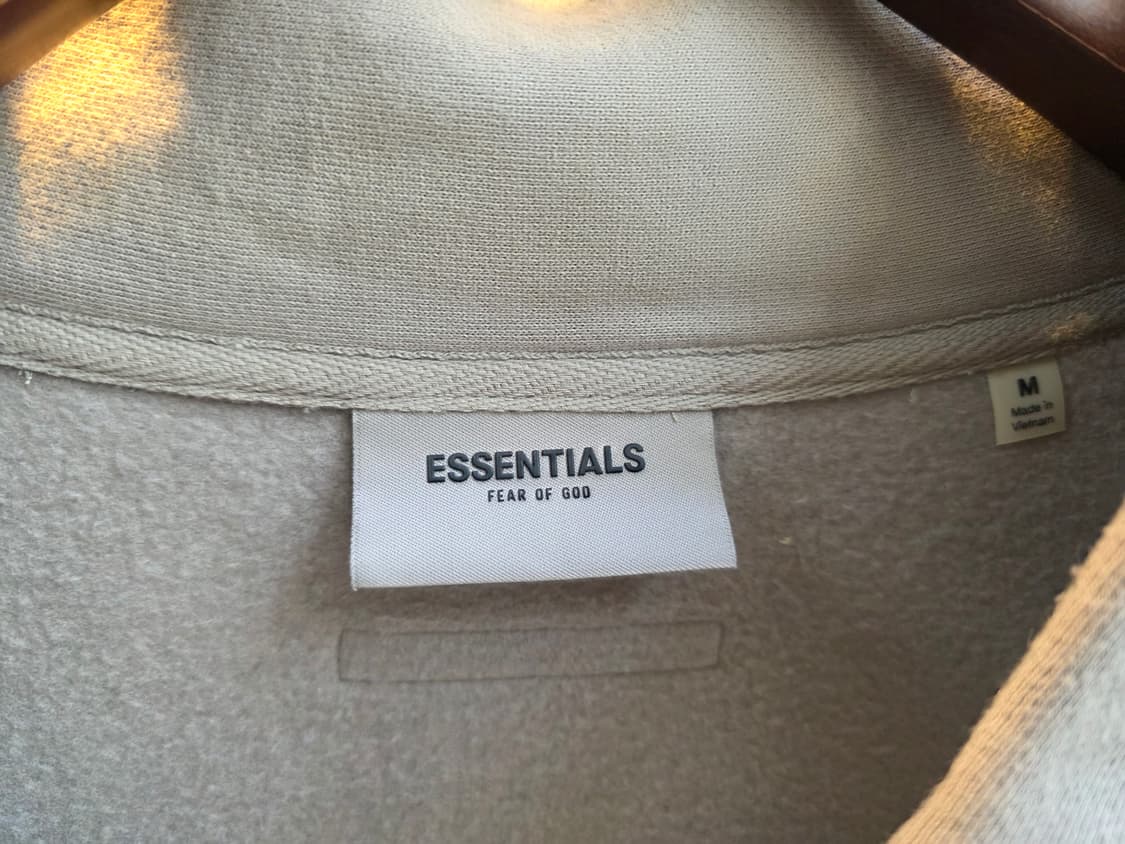 ESSENTIALS
FEAR OF GOD
M
Made in
Vietnam